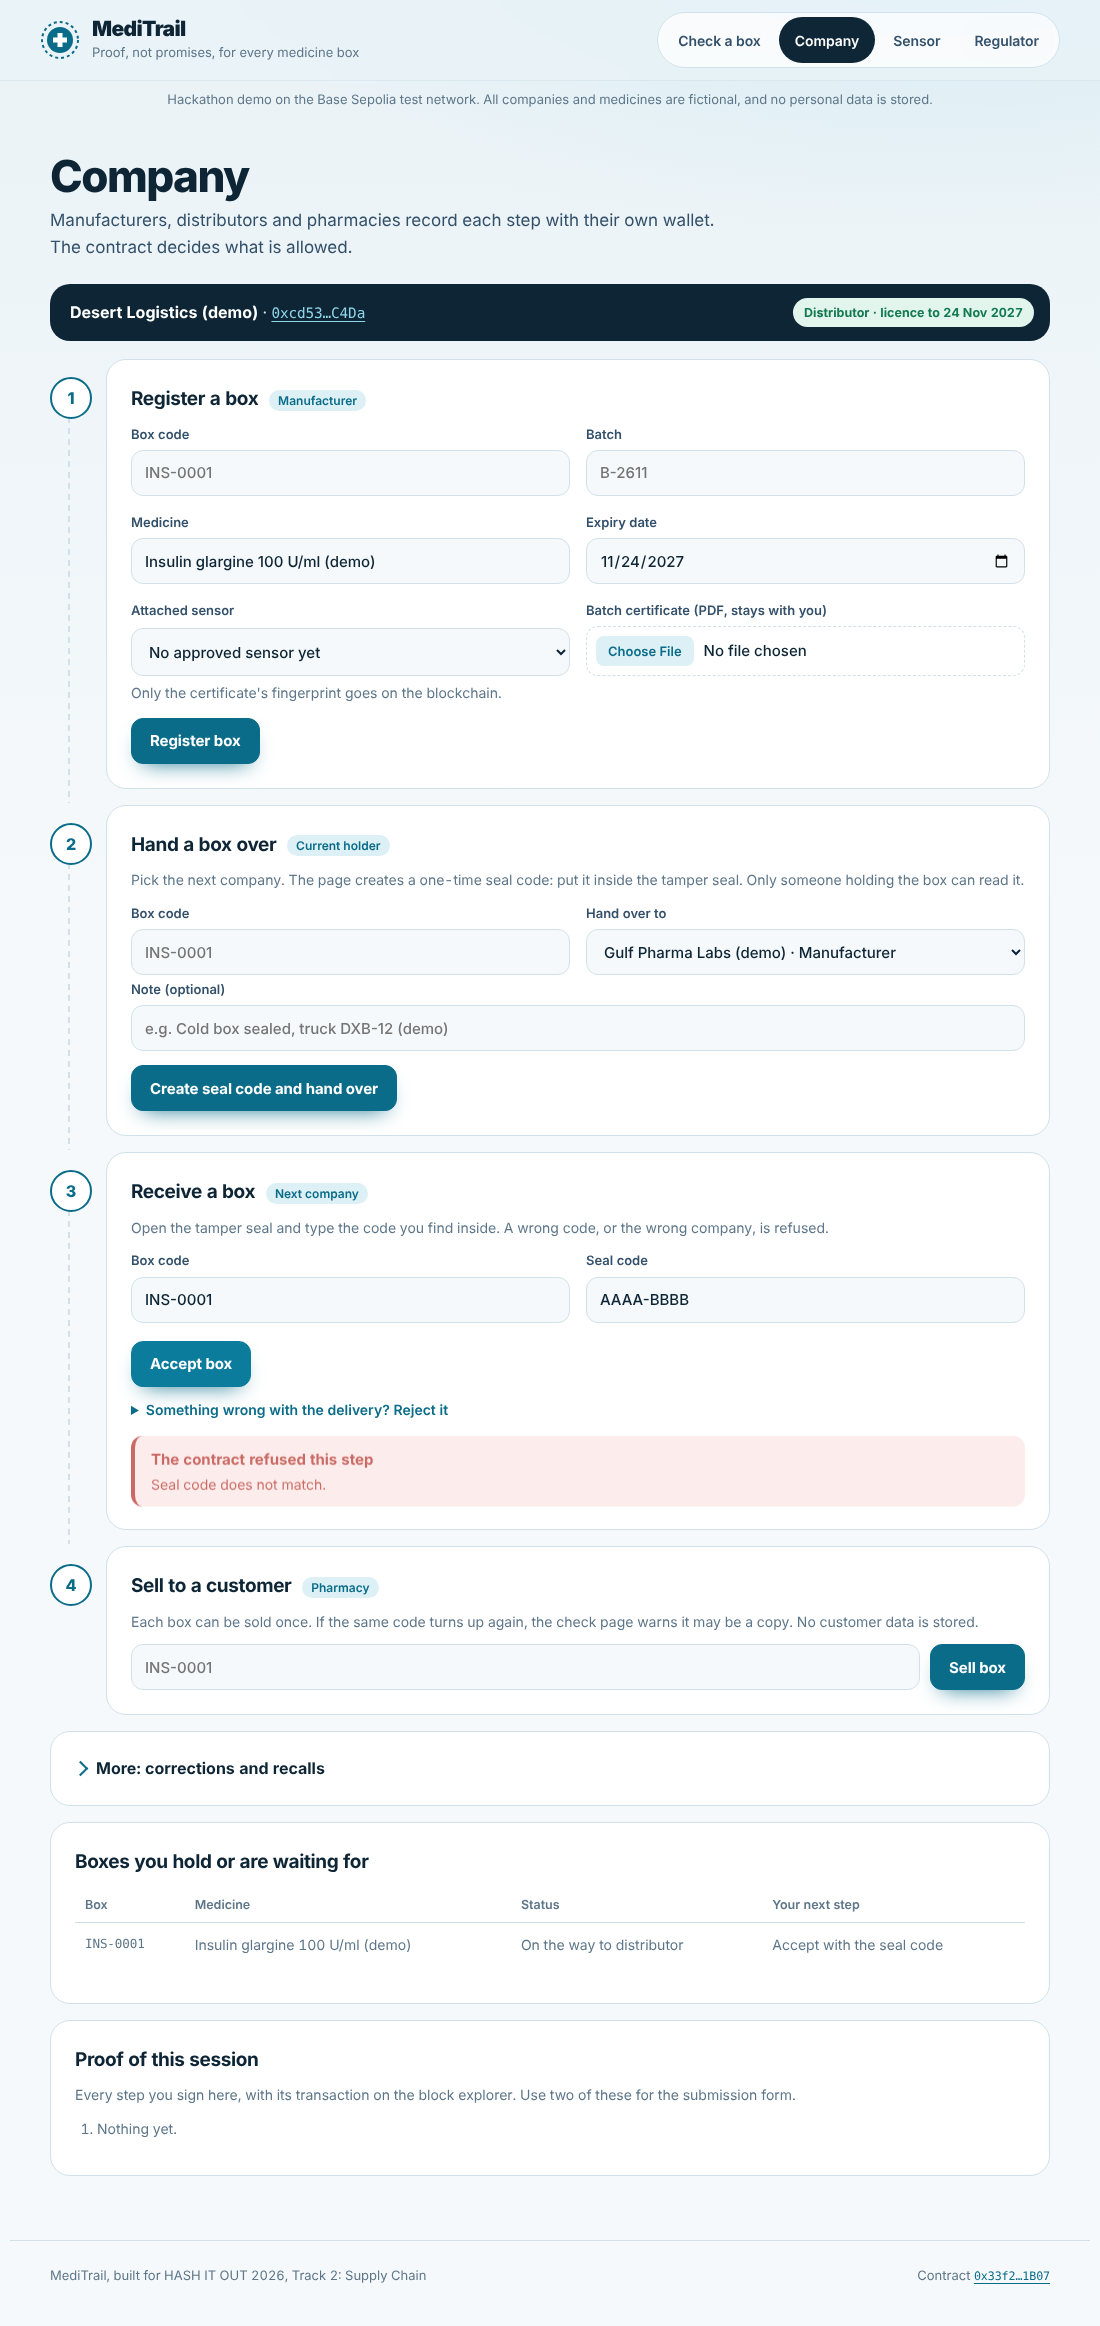 MediTrail
Proof, not promises, for every medicine box
Check a box
Company
Sensor
Regulator
Hackathon demo on the Base Sepolia test network. All companies and medicines are fictional, and no personal data is stored.
Company
Manufacturers, distributors and pharmacies record each step with their own wallet.
The contract decides what is allowed.
Desert Logistics (demo) · 0xcd53…C4Da
Distributor · licence to 24 Nov 2027
1
Register a box
Manufacturer
Box code
Batch
INS-0001
B-2611
Medicine
Expiry date
Insulin glargine 100 U/ml (demo)
11/24/2027
Attached sensor
Batch certificate (PDF, stays with you)
No approved sensor yet
Choose File
No file chosen
Only the certificate's fingerprint goes on the blockchain.
Register box
2
Hand a box over
Current holder
Pick the next company. The page creates a one-time seal code: put it inside the tamper seal. Only someone holding the box can read it.
Box code
Hand over to
INS-0001
Gulf Pharma Labs (demo) · Manufacturer
Note (optional)
e.g. Cold box sealed, truck DXB-12 (demo)
Create seal code and hand over
3
Receive a box
Next company
Open the tamper seal and type the code you find inside. A wrong code, or the wrong company, is refused.
Box code
Seal code
INS-0001
AAAA-BBBB
Accept box
Something wrong with the delivery? Reject it
The contract refused this step
Seal code does not match.
4
Sell to a customer
Pharmacy
Each box can be sold once. If the same code turns up again, the check page warns it may be a copy. No customer data is stored.
INS-0001
Sell box
More: corrections and recalls
Boxes you hold or are waiting for
Box
Medicine
Status
Your next step
INS-0001
Insulin glargine 100 U/ml (demo)
On the way to distributor
Accept with the seal code
Proof of this session
Every step you sign here, with its transaction on the block explorer. Use two of these for the submission form.
1. Nothing yet.
MediTrail, built for HASH IT OUT 2026, Track 2: Supply Chain
Contract 0x33f2…1B07